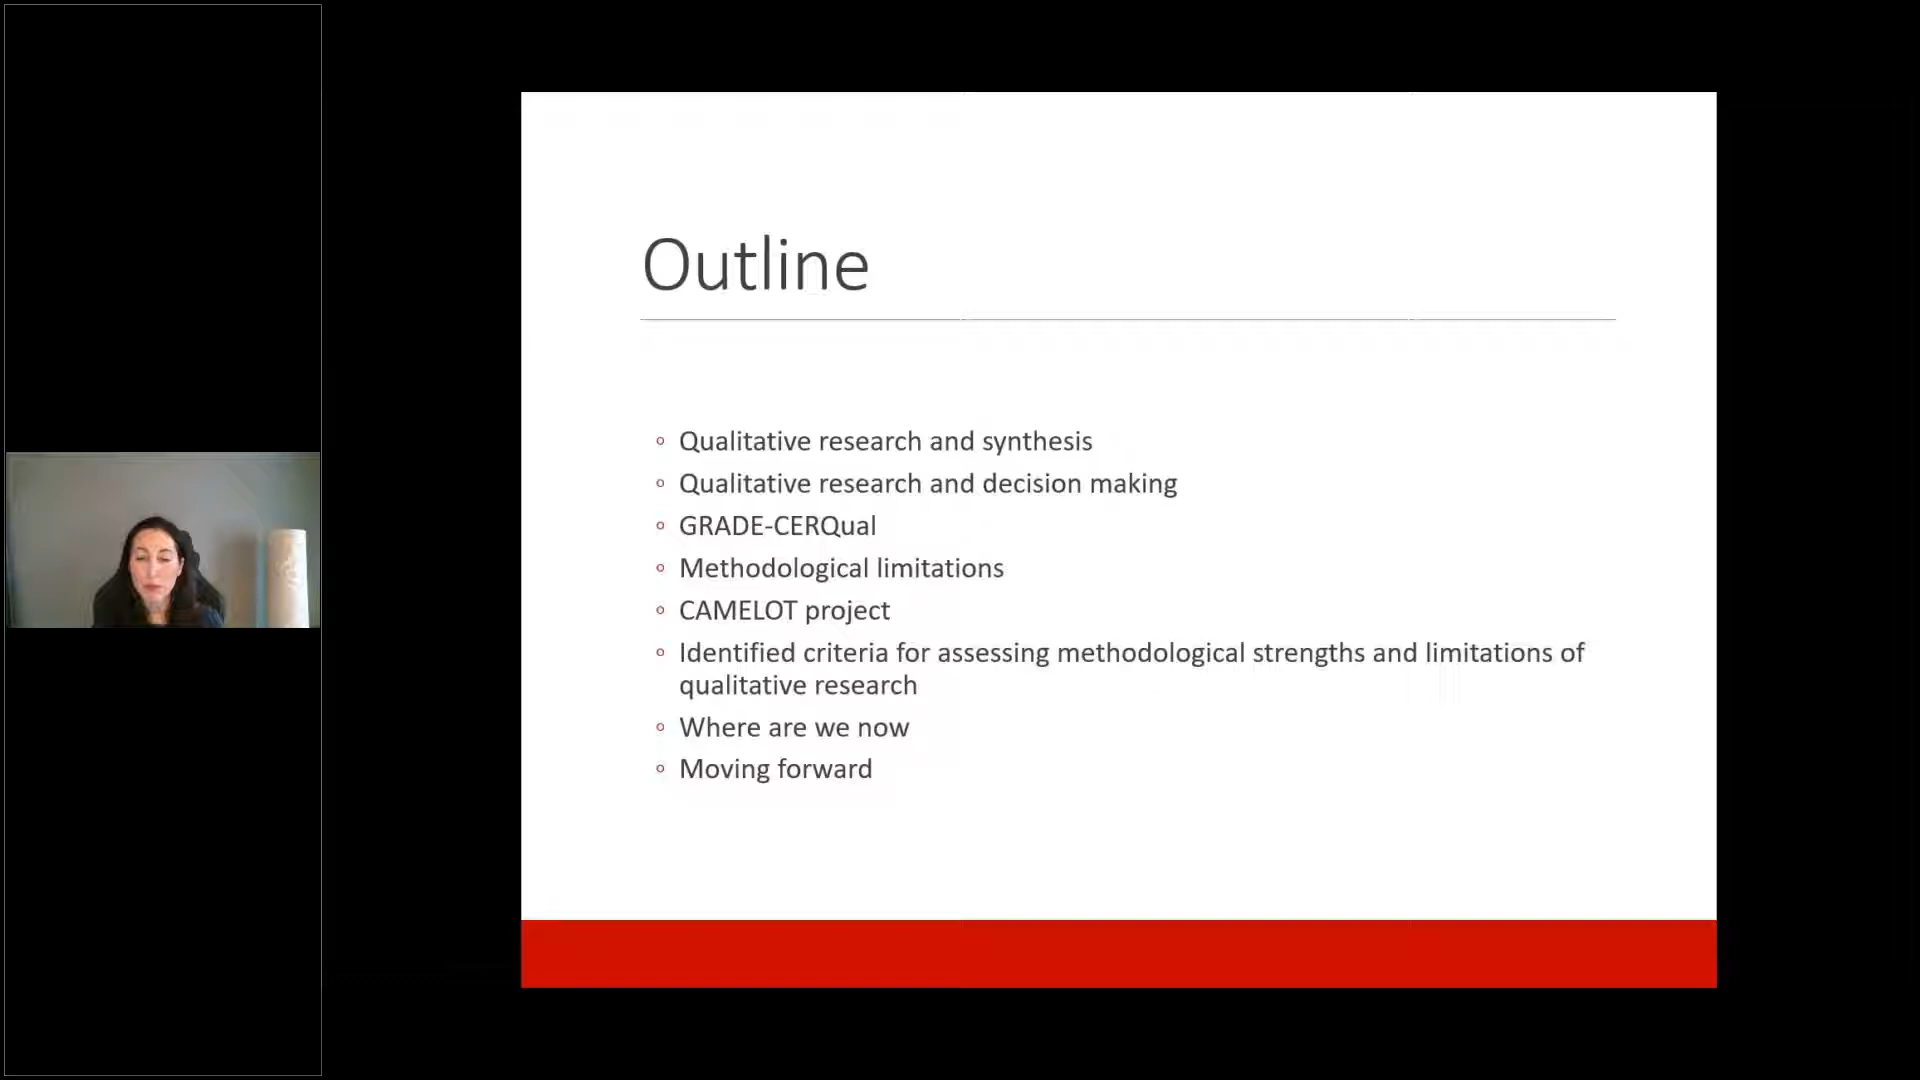 Outline
Qualitative research and synthesis
Qualitative research and decision making
GRADE-CERQual
Methodological limitations
CAMELOT project
Identified criteria for assessing methodological strengths and limitations of
qualitative research
Where are we now
Moving forward